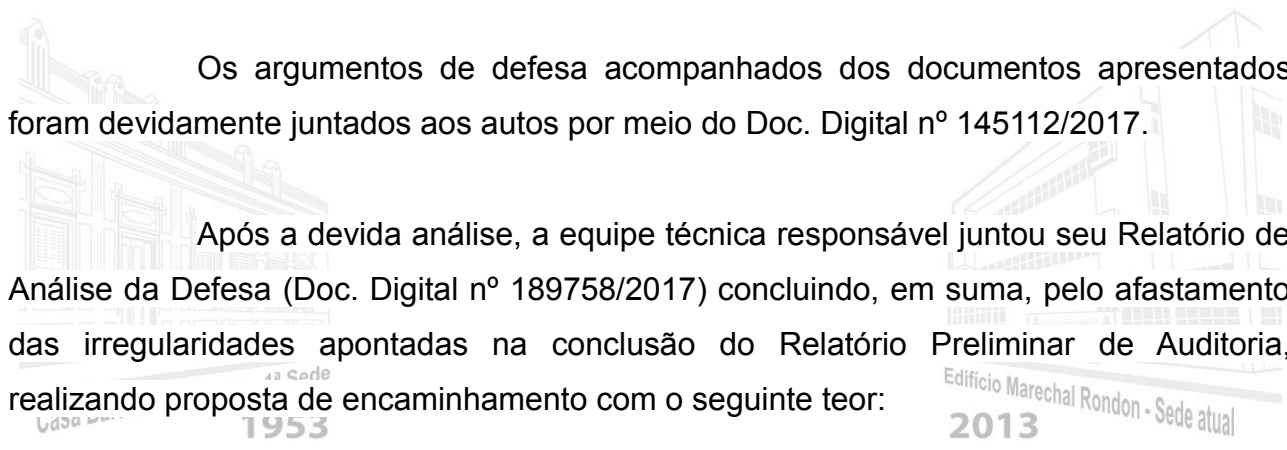 Os argumentos de defesa acompanhados dos documentos apresentados
foram devidamente juntados aos autos por meio do Doc. Digital nº 145112/2017.
Após a devida análise, a equipe técnica responsável juntou seu Relatório de
Análise da Defesa (Doc. Digital nº 189758/2017) concluindo, em suma, pelo afastamento
das irregularidades apontadas na conclusão do Relatório Preliminar de Auditoria,
realizando proposta de encaminhamento com o seguinte teor:
1ª Sede
1953
Edifício Marechal Rondon - Sede atual
2013